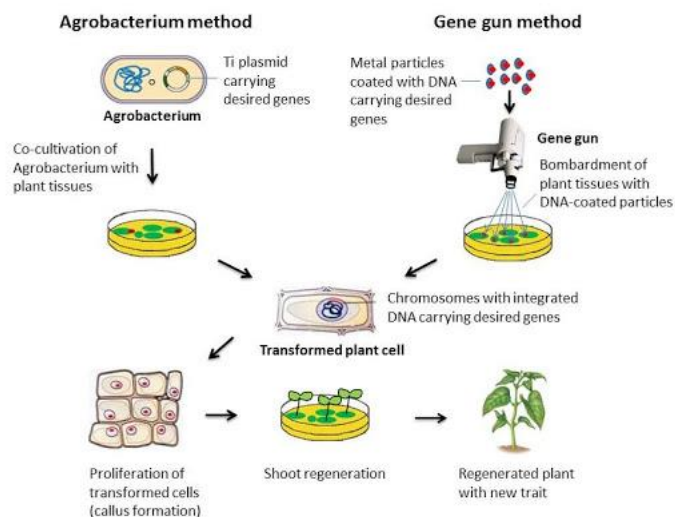 Agrobacterium method
Gene gun method
Ti plasmid
carrying
desired genes
Agrobacterium
Metal particles
coated with DNA
carrying desired
genes
Co-cultivation of
Agrobacterium with
plant tissues
Gene gun
Bombardment of
plant tissues with
DNA-coated particles
Chromosomes with integrated
DNA carrying desired genes
Transformed plant cell
Proliferation of
transformed cells
(callus formation)
Shoot regeneration
Regenerated plant
with new trait